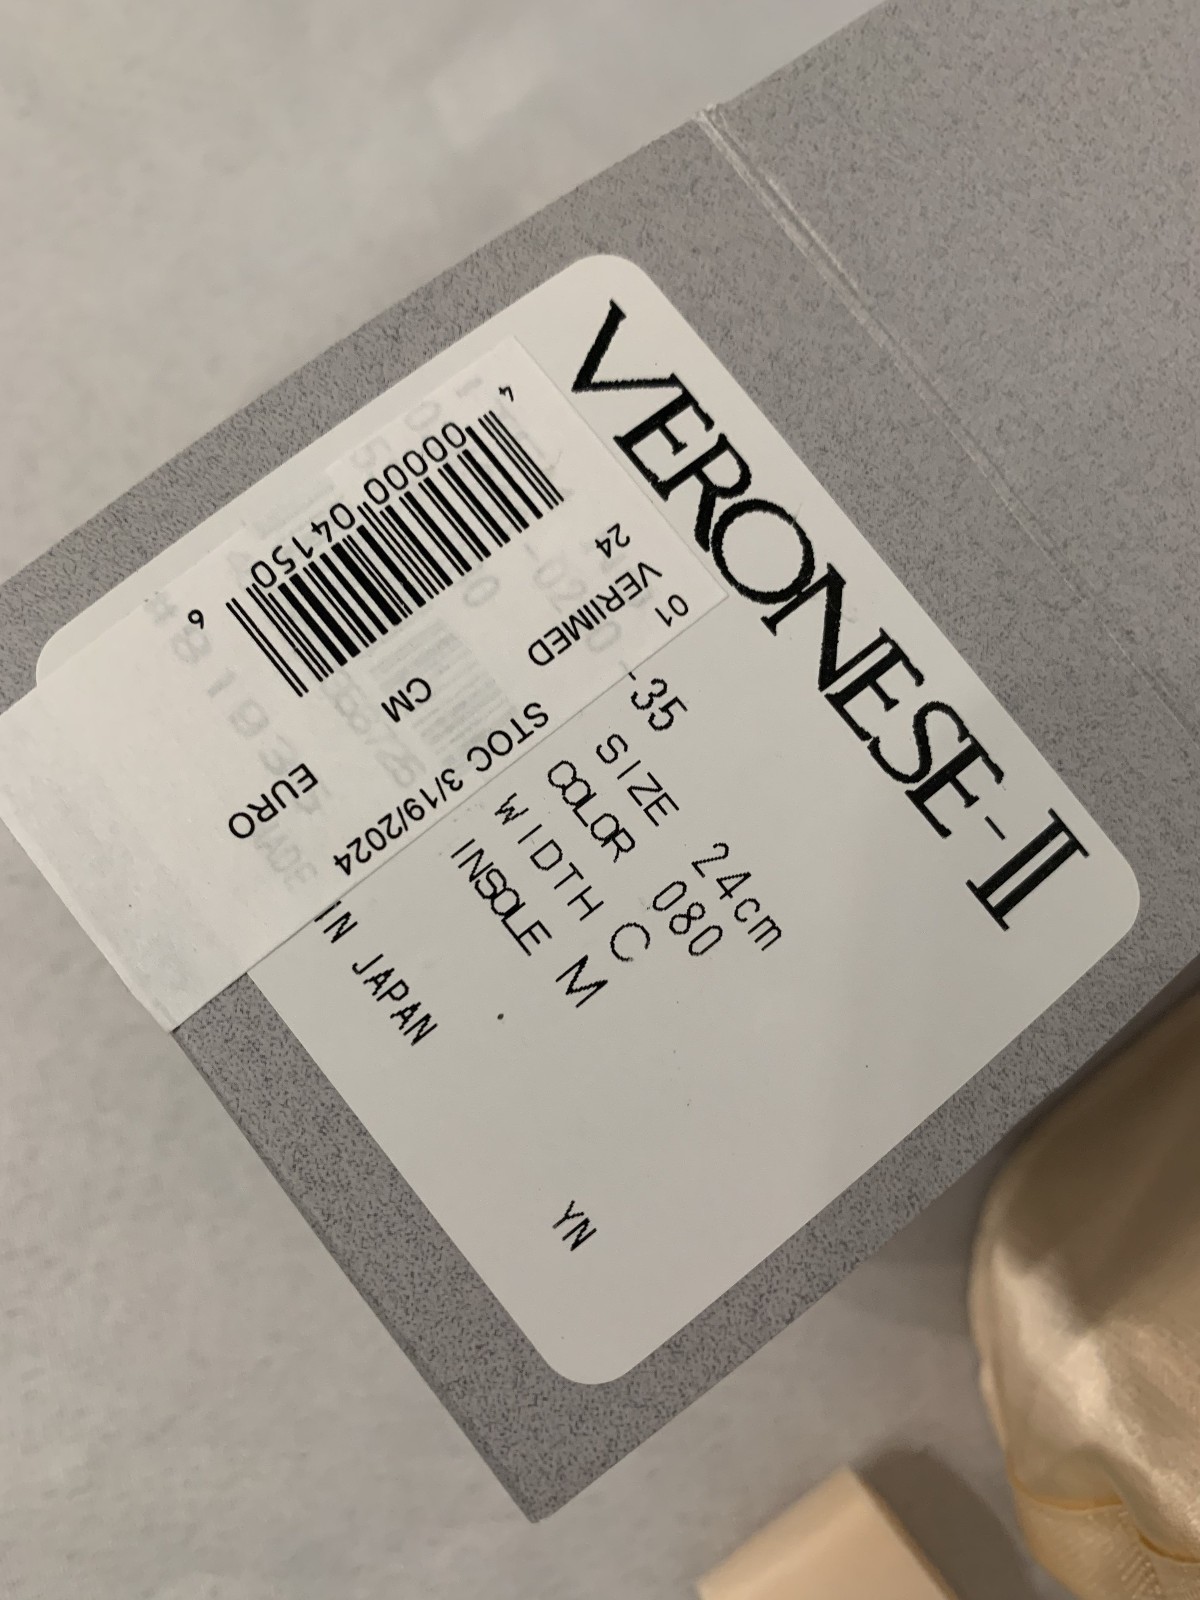 VERONESE-II
-35
SIZE 24cm
COLOR 080
WIDTH C
INSOLE M
IN JAPAN
YN
4 00000 04150 6
24 CM EURO
VERIIMED
01 STOC 3/19/2024